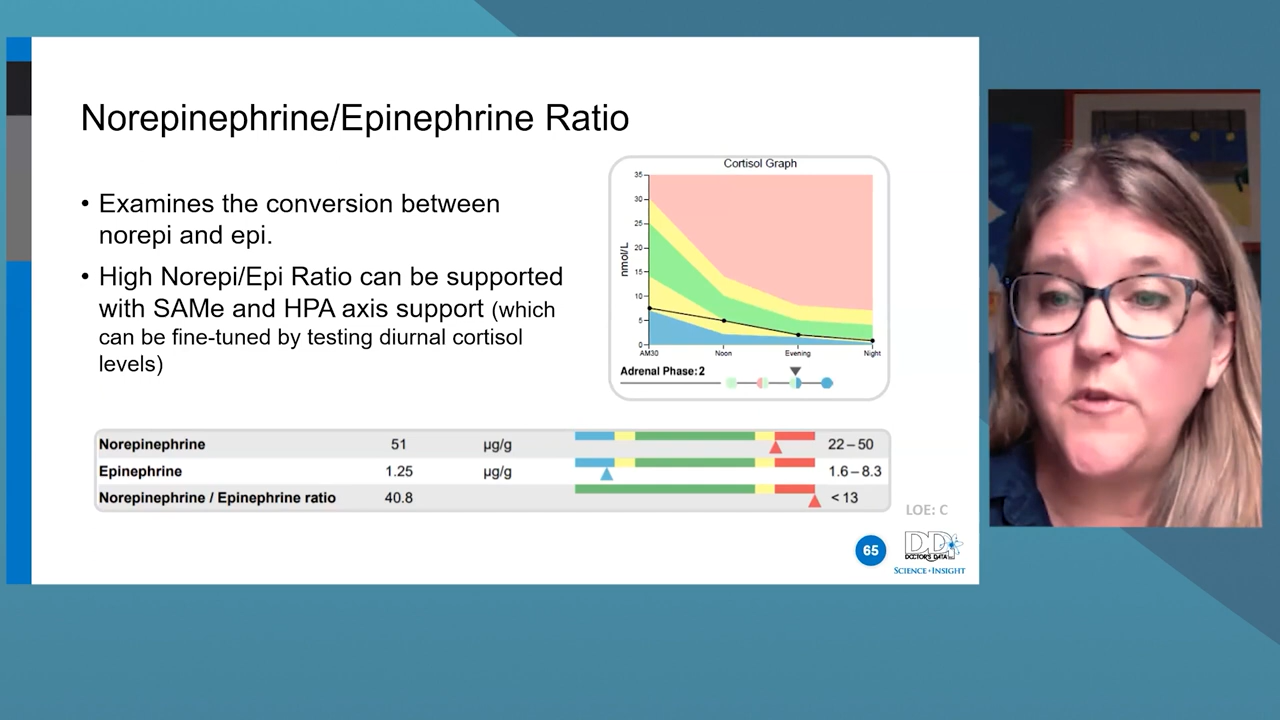 Norepinephrine/Epinephrine Ratio
• Examines the conversion between
norepi and epi.
• High Norepi/Epi Ratio can be supported
with SAMe and HPA axis support (which
can be fine-tuned by testing diurnal cortisol
levels)
Cortisol Graph
nmol/L
35
30
25
20
15
10
5
0
AM30 Noon Evening Night
Adrenal Phase: 2
Norepinephrine 51 µg/g 22 – 50
Epinephrine 1.25 µg/g 1.6 – 8.3
Norepinephrine / Epinephrine ratio 40.8 < 13
LOE: C
65
DDI
DOCTOR'S DATA
SCIENCE + INSIGHT